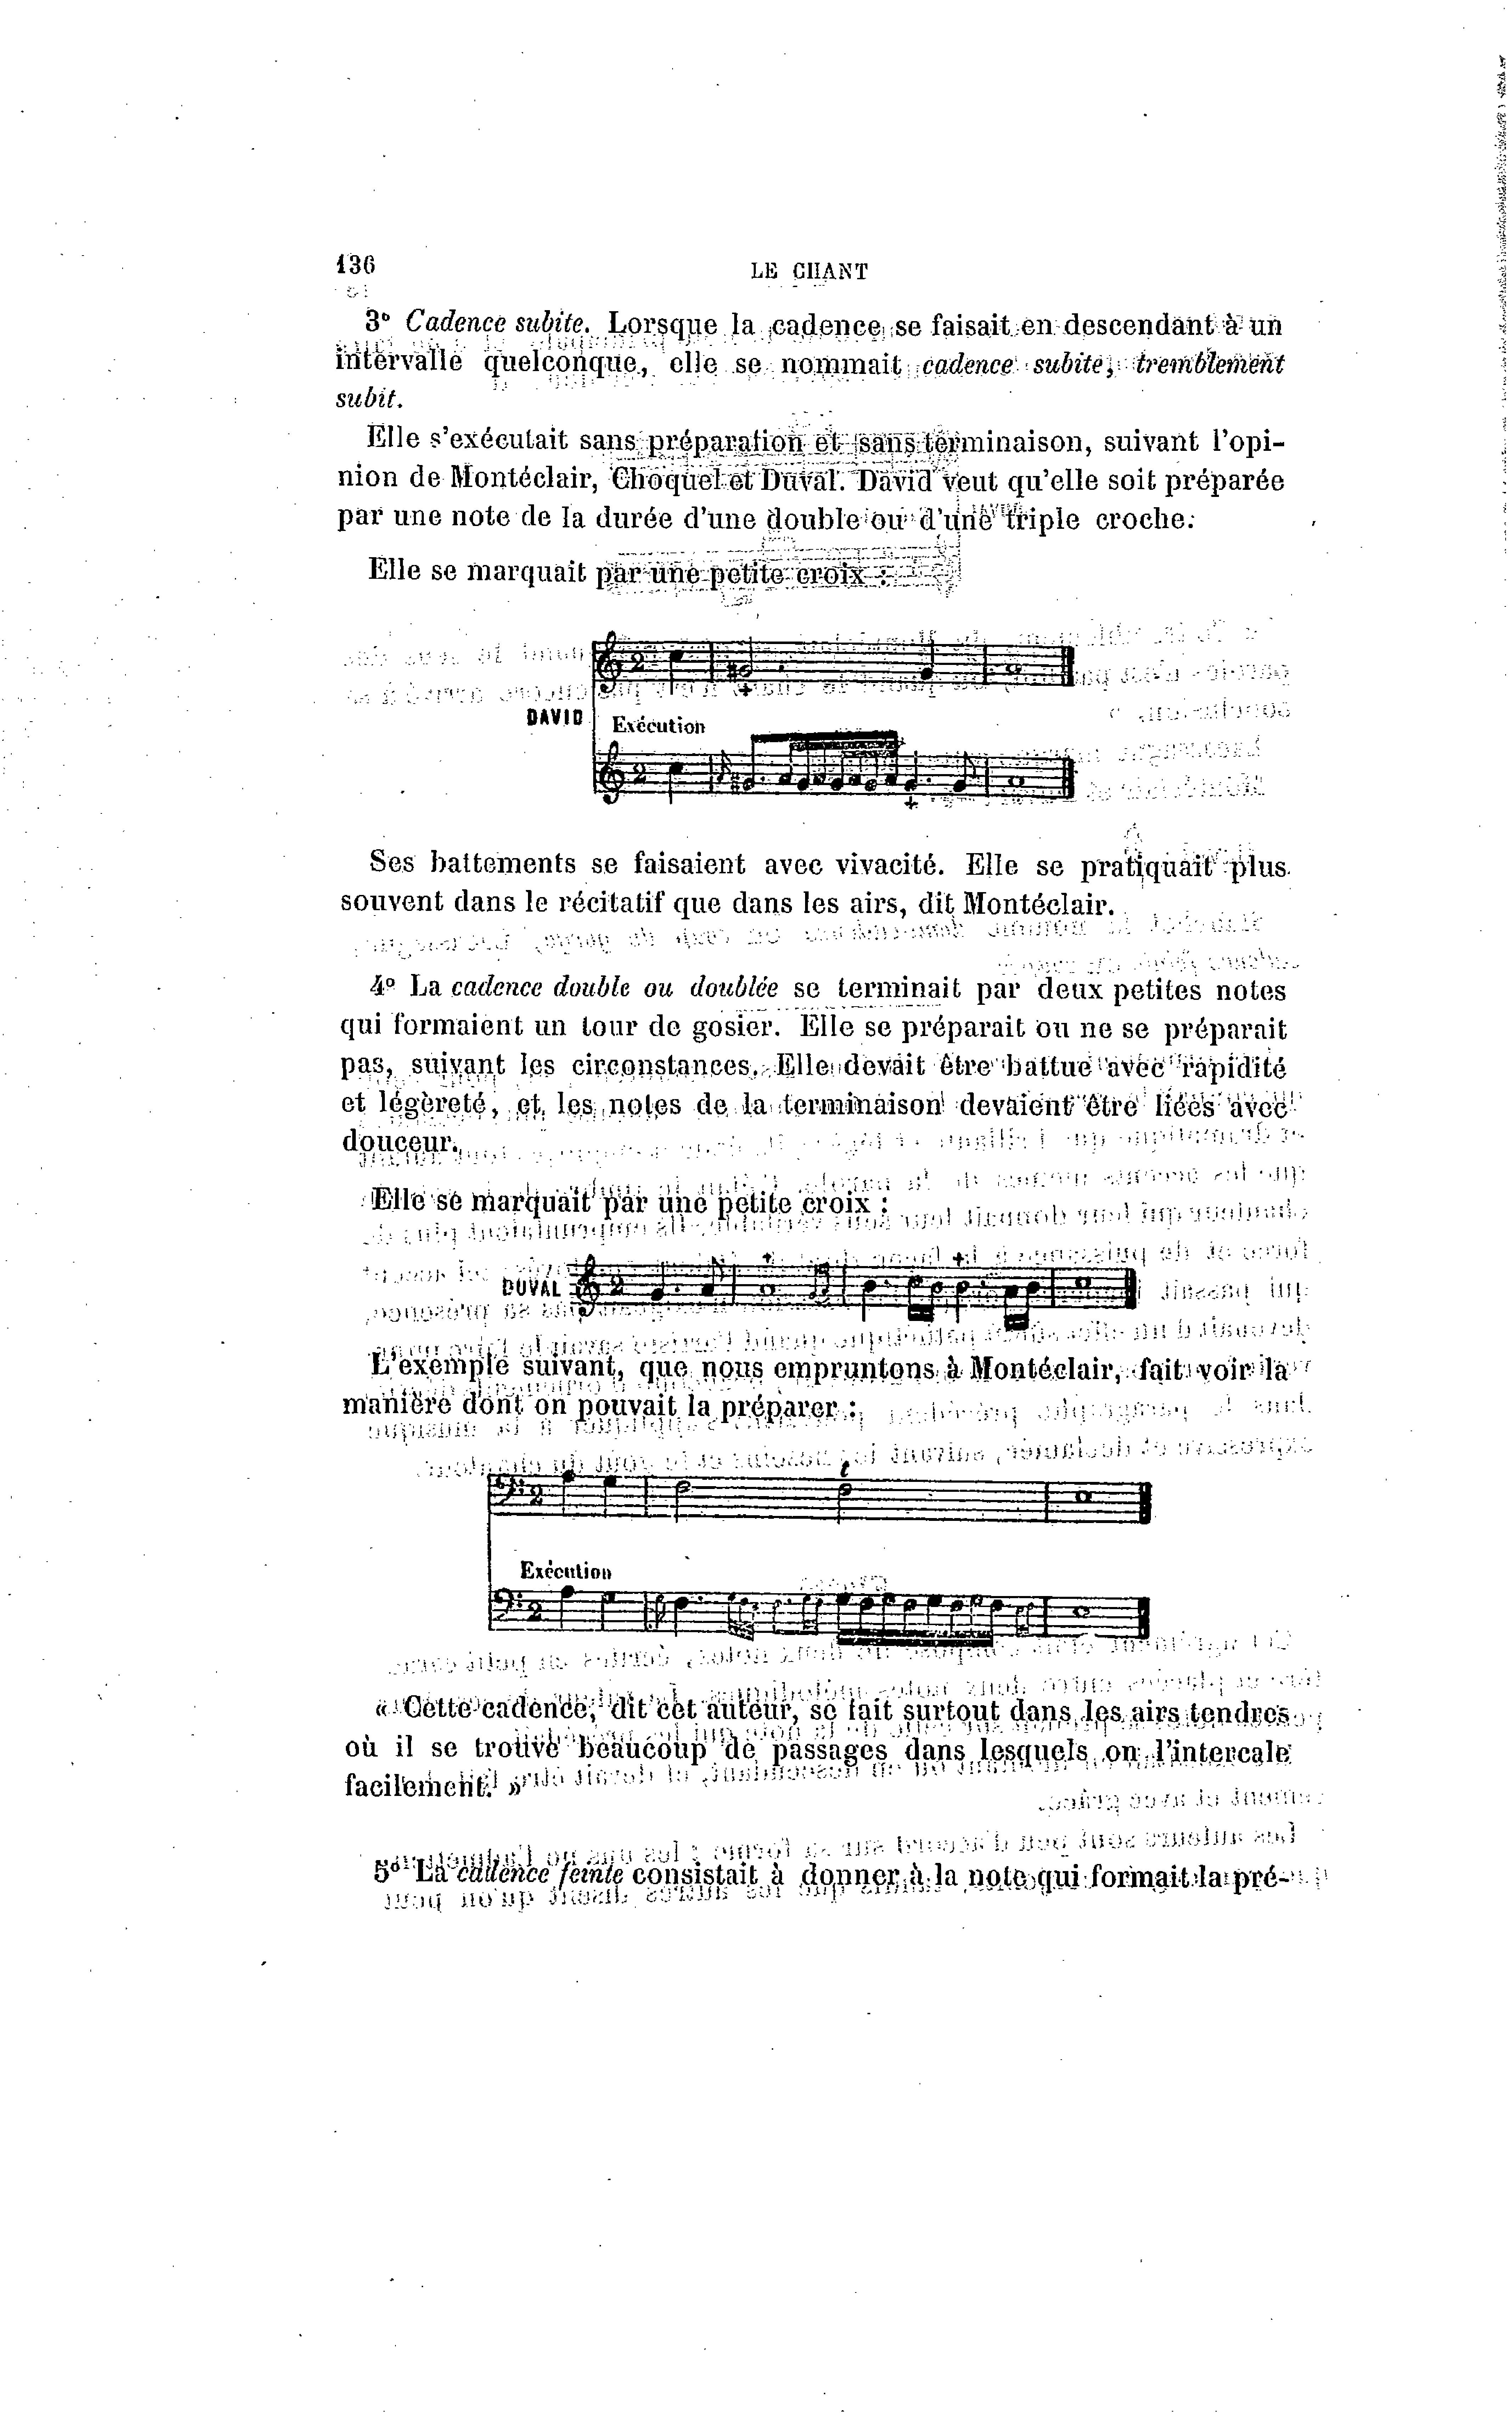 136
LE CHANT
3º Cadence subite. Lorsque la cadence se faisait en descendant à un
intervalle quelconque, elle se nommait cadence subite, tremblement
subit.
Elle s'exécutait sans préparation et sans terminaison, suivant l'opi-
nion de Montéclair, Choquel et Duval. David veut qu'elle soit préparée
par une note de la durée d'une double ou d'une triple croche.
Elle se marquait par une petite croix :
DAVID
Exécution
Ses battements se faisaient avec vivacité. Elle se pratiquait plus
souvent dans le récitatif que dans les airs, dit Montéclair.
4º La cadence double ou doublée se terminait par deux petites notes
qui formaient un tour de gosier. Elle se préparait ou ne se préparait
pas, suivant les circonstances. Elle devait être battue avec rapidité
et légèreté, et les notes de la terminaison devaient être liées avec
douceur.
Elle se marquait par une petite croix :
DUVAL
L'exemple suivant, que nous empruntons à Montéclair, fait voir la
manière dont on pouvait la préparer :
Exécution
« Cette cadence, dit cet auteur, se fait surtout dans les airs tendres
où il se trouve beaucoup de passages dans lesquels on l'intercale
facilement. »
5º La cadence feinte consistait à donner à la note qui formait la pré-